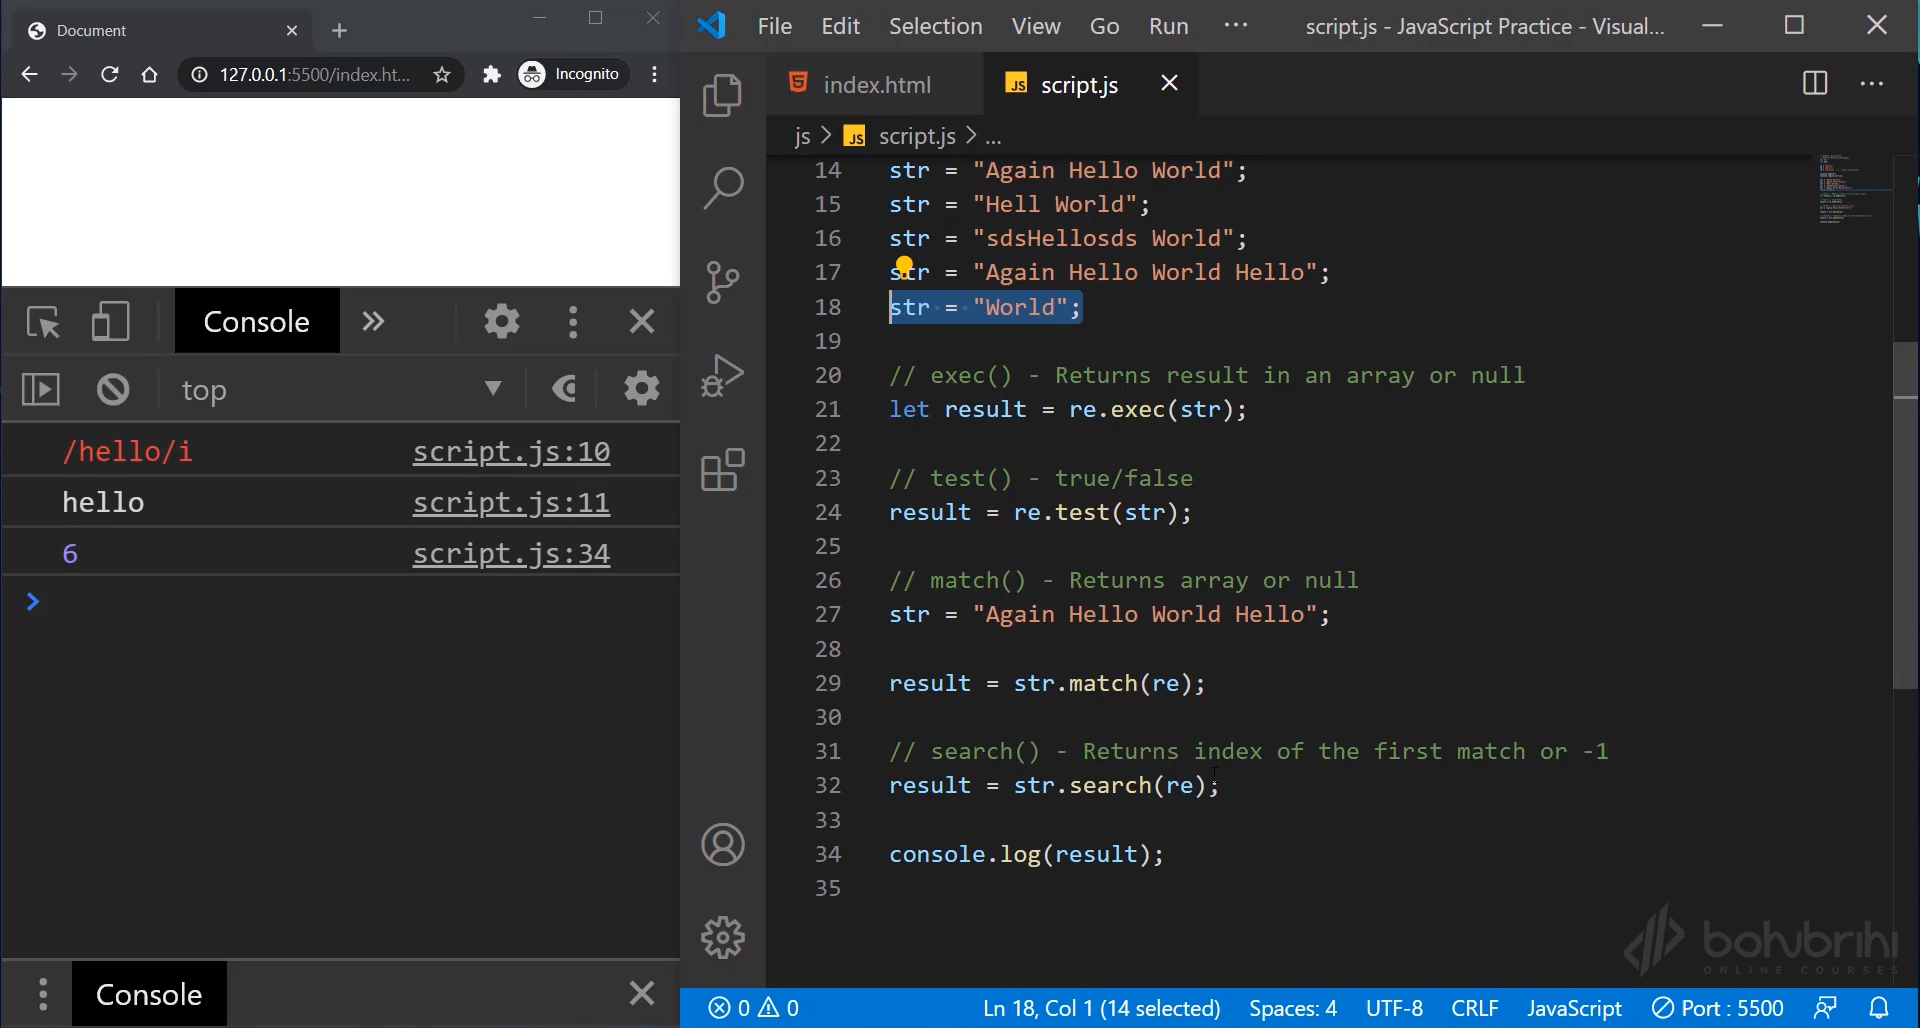 Document
127.0.0.1:5500/index.ht...
Incognito
Console
top
/hello/i script.js:10
hello script.js:11
6 script.js:34
Console
File Edit Selection View Go Run ··· script.js - JavaScript Practice - Visual...
index.html script.js
js > script.js > ...
14 str = "Again Hello World";
15 str = "Hell World";
16 str = "sdsHellosds World";
17 str = "Again Hello World Hello";
18 str = "World";
19
20 // exec() - Returns result in an array or null
21 let result = re.exec(str);
22
23 // test() - true/false
24 result = re.test(str);
25
26 // match() - Returns array or null
27 str = "Again Hello World Hello";
28
29 result = str.match(re);
30
31 // search() - Returns index of the first match or -1
32 result = str.search(re);
33
34 console.log(result);
35
bohubrihi
ONLINE COURSES
0 0 Ln 18, Col 1 (14 selected) Spaces: 4 UTF-8 CRLF JavaScript Port : 5500